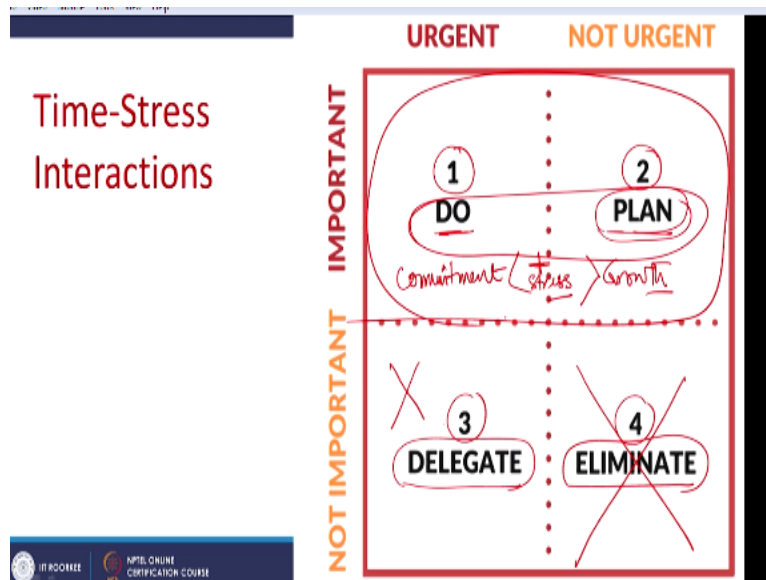 URGENT NOT URGENT
Time-Stress
Interactions
IMPORTANT
1 2
DO PLAN
Commitment stress Growth
NOT IMPORTANT
3 4
DELEGATE ELIMINATE
IIT ROORKEE NPTEL ONLINE
CERTIFICATION COURSE